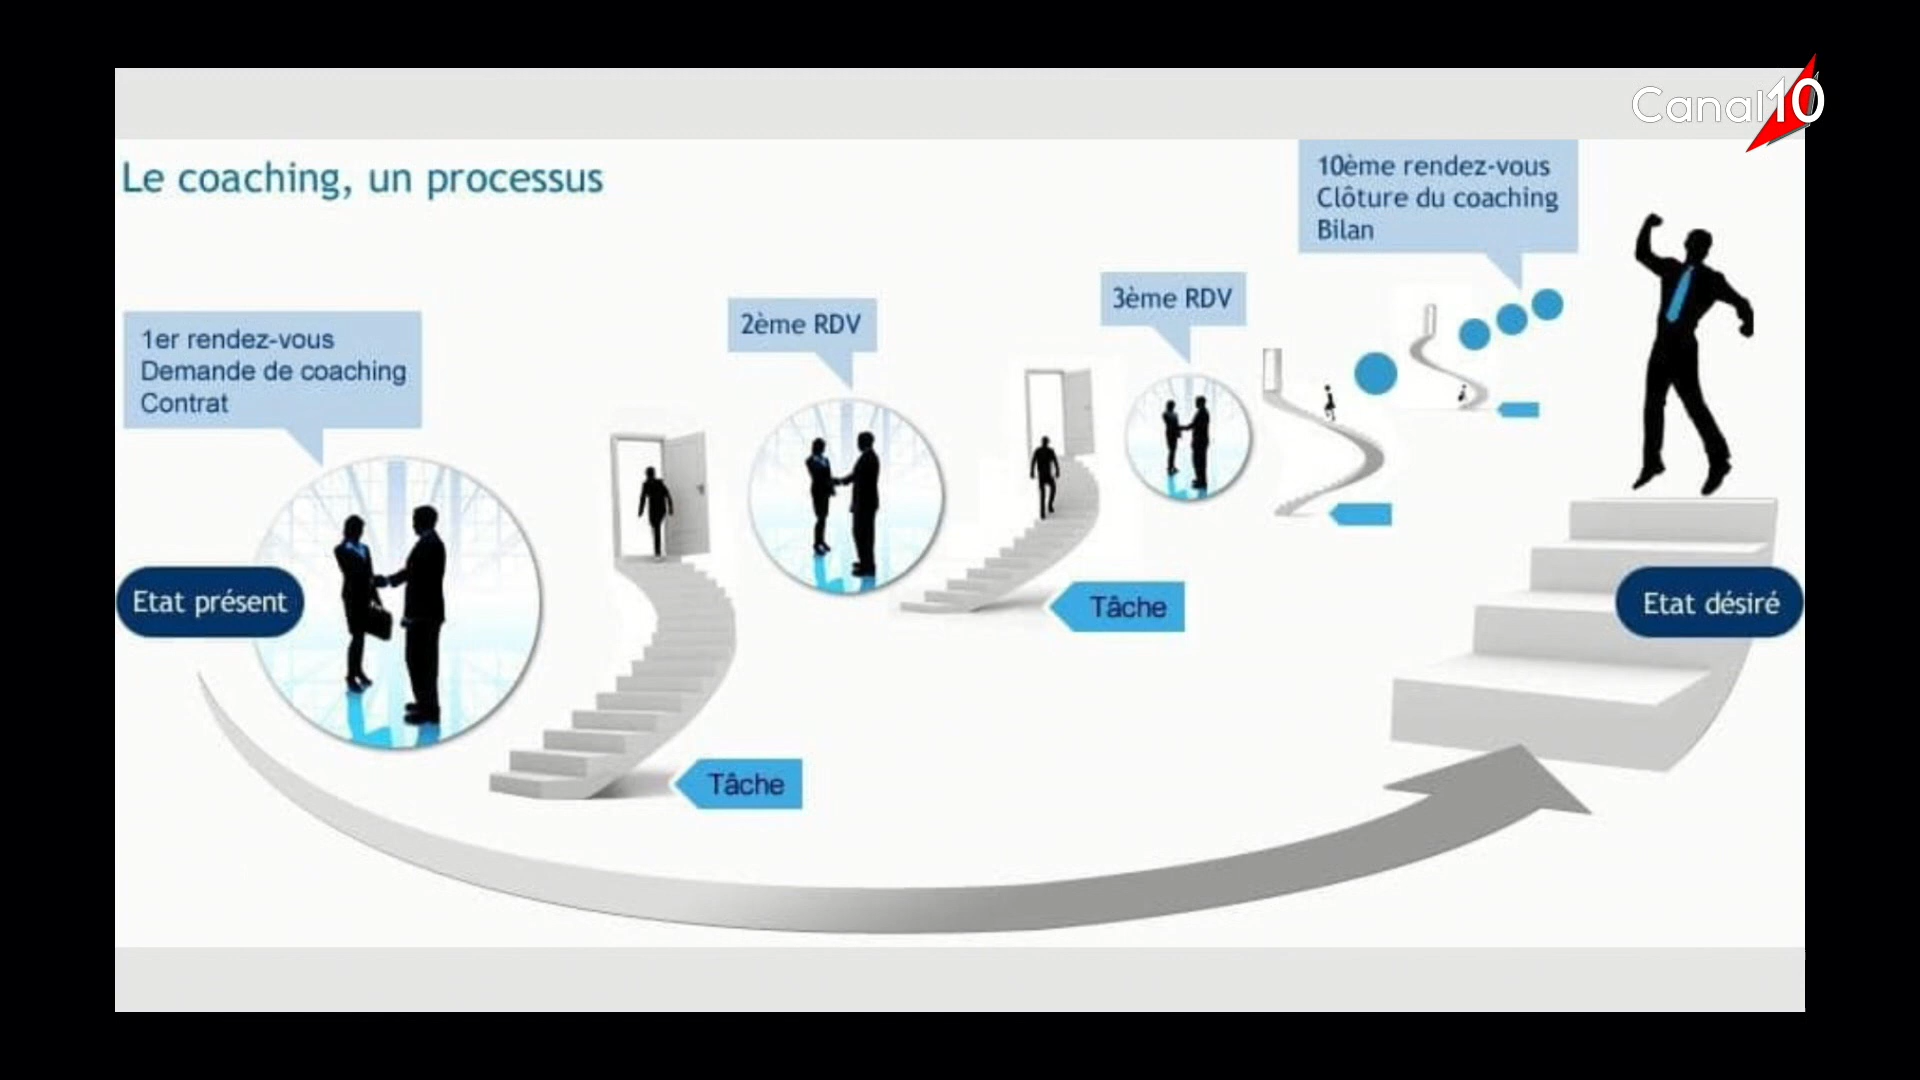 Canal10
Le coaching, un processus
10ème rendez-vous
Clôture du coaching
Bilan
3ème RDV
2ème RDV
1er rendez-vous
Demande de coaching
Contrat
Etat présent
Tâche
Etat désiré
Tâche